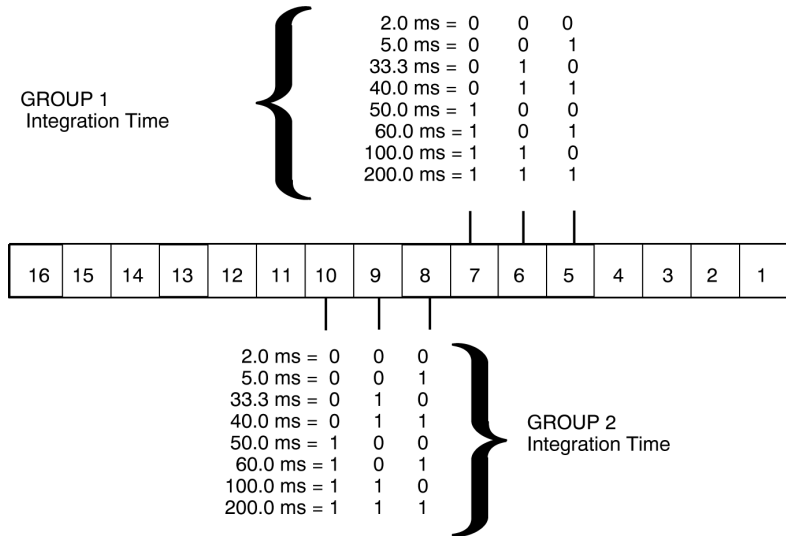 2.0 ms = 0 0 0
5.0 ms = 0 0 1
33.3 ms = 0 1 0
40.0 ms = 0 1 1
50.0 ms = 1 0 0
60.0 ms = 1 0 1
100.0 ms = 1 1 0
200.0 ms = 1 1 1
GROUP 1
Integration Time
16 15 14 13 12 11 10 9 8 7 6 5 4 3 2 1
2.0 ms = 0 0 0
5.0 ms = 0 0 1
33.3 ms = 0 1 0
40.0 ms = 0 1 1
50.0 ms = 1 0 0
60.0 ms = 1 0 1
100.0 ms = 1 1 0
200.0 ms = 1 1 1
GROUP 2
Integration Time